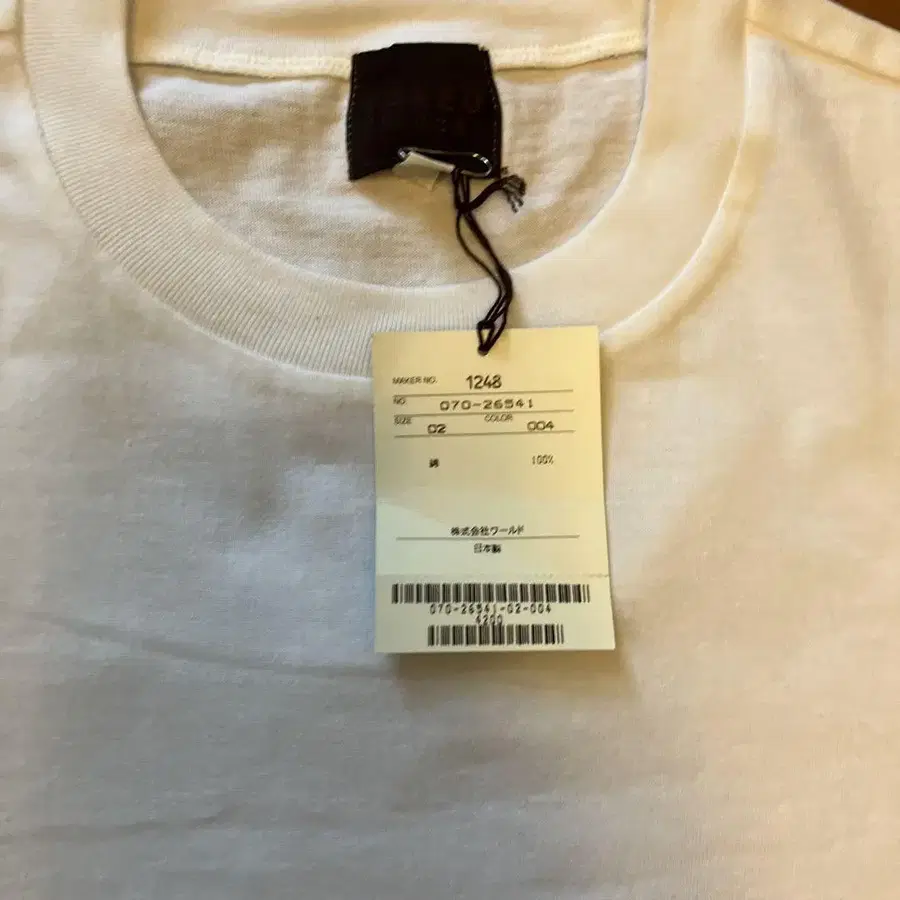 MAKER NO. 1248
NO. 070-26541
SIZE 02 COLOR 004
綿 100%
株式会社ワールド
日本製
070-26541-02-004
4200